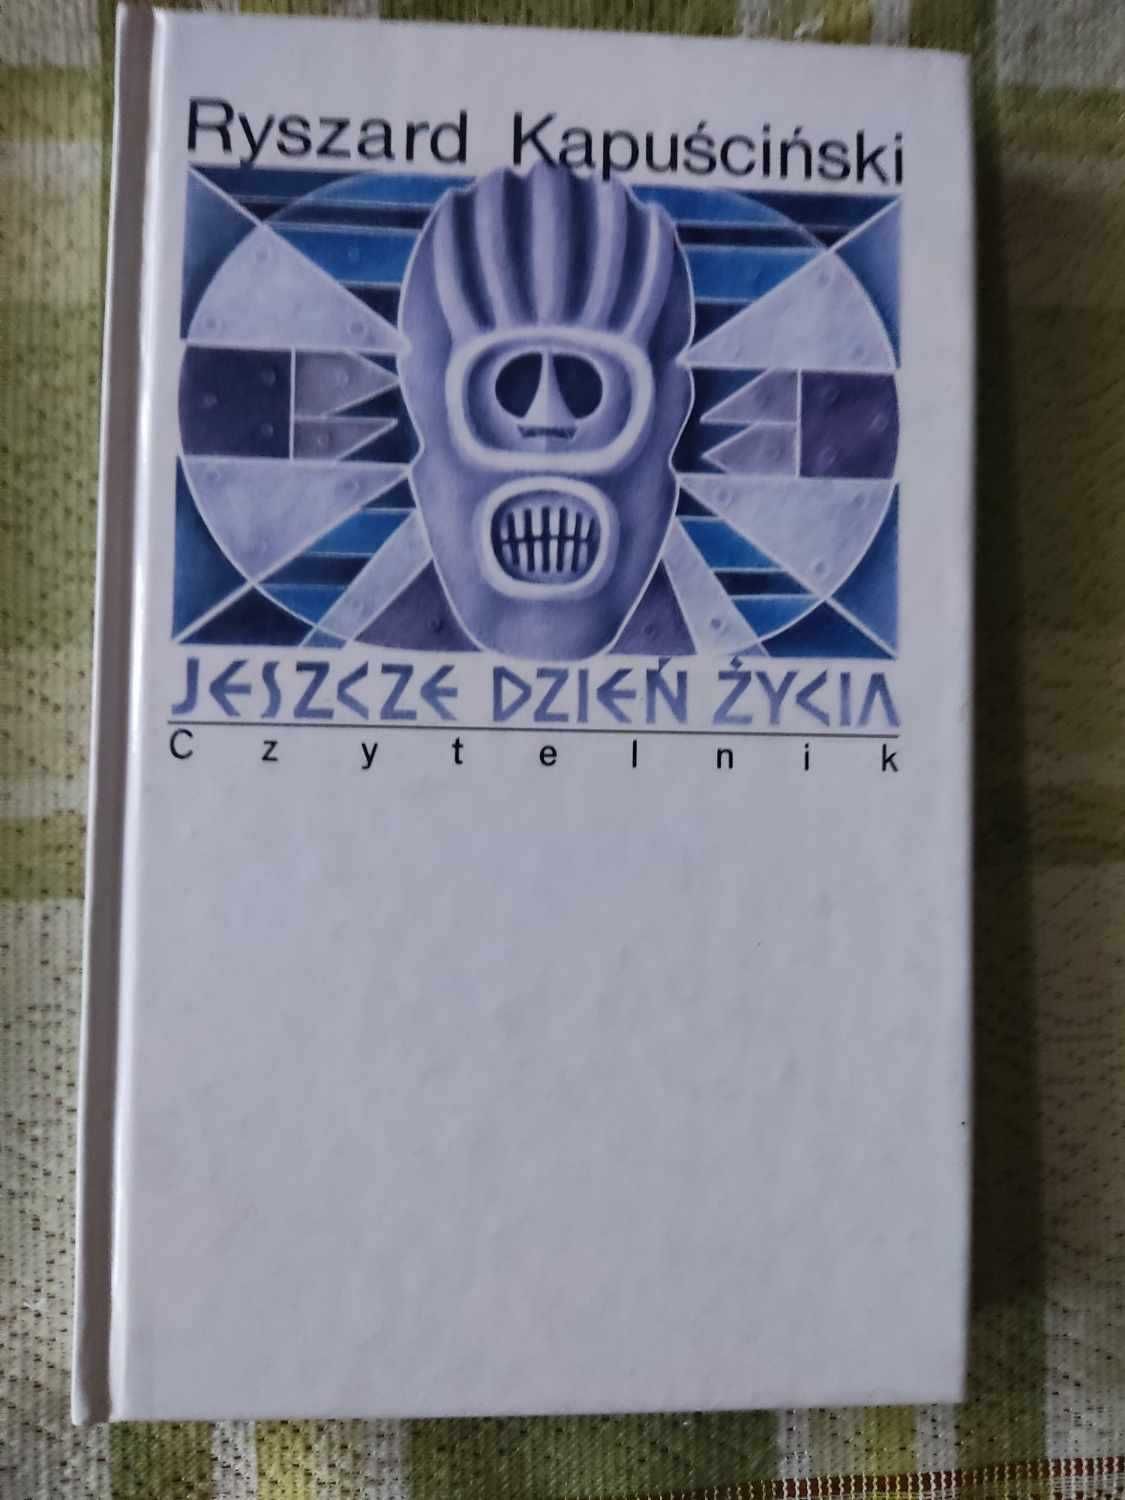 Ryszard Kapuściński
JESZCZE DZIEŃ ŻYCIA
Czytelnik